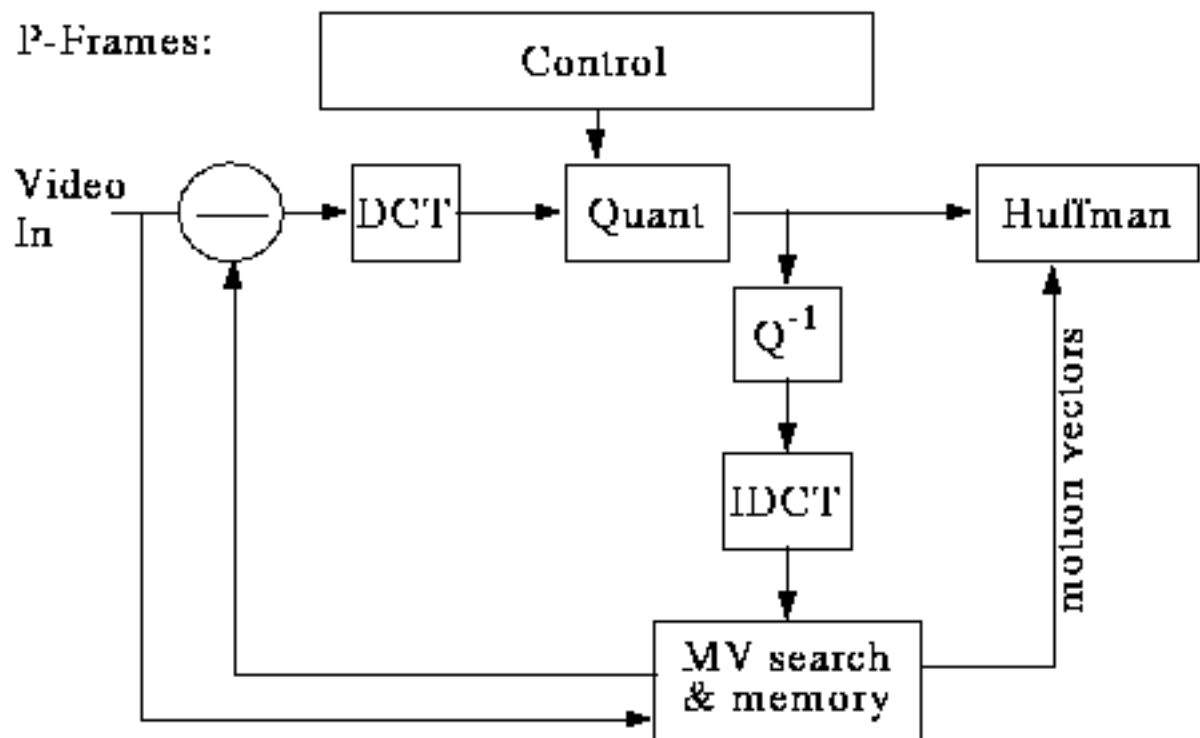 P-Frames:
Control
Video
In
DCT
Quant
Huffman
Q⁻¹
IDCT
motion vectors
MV search
& memory